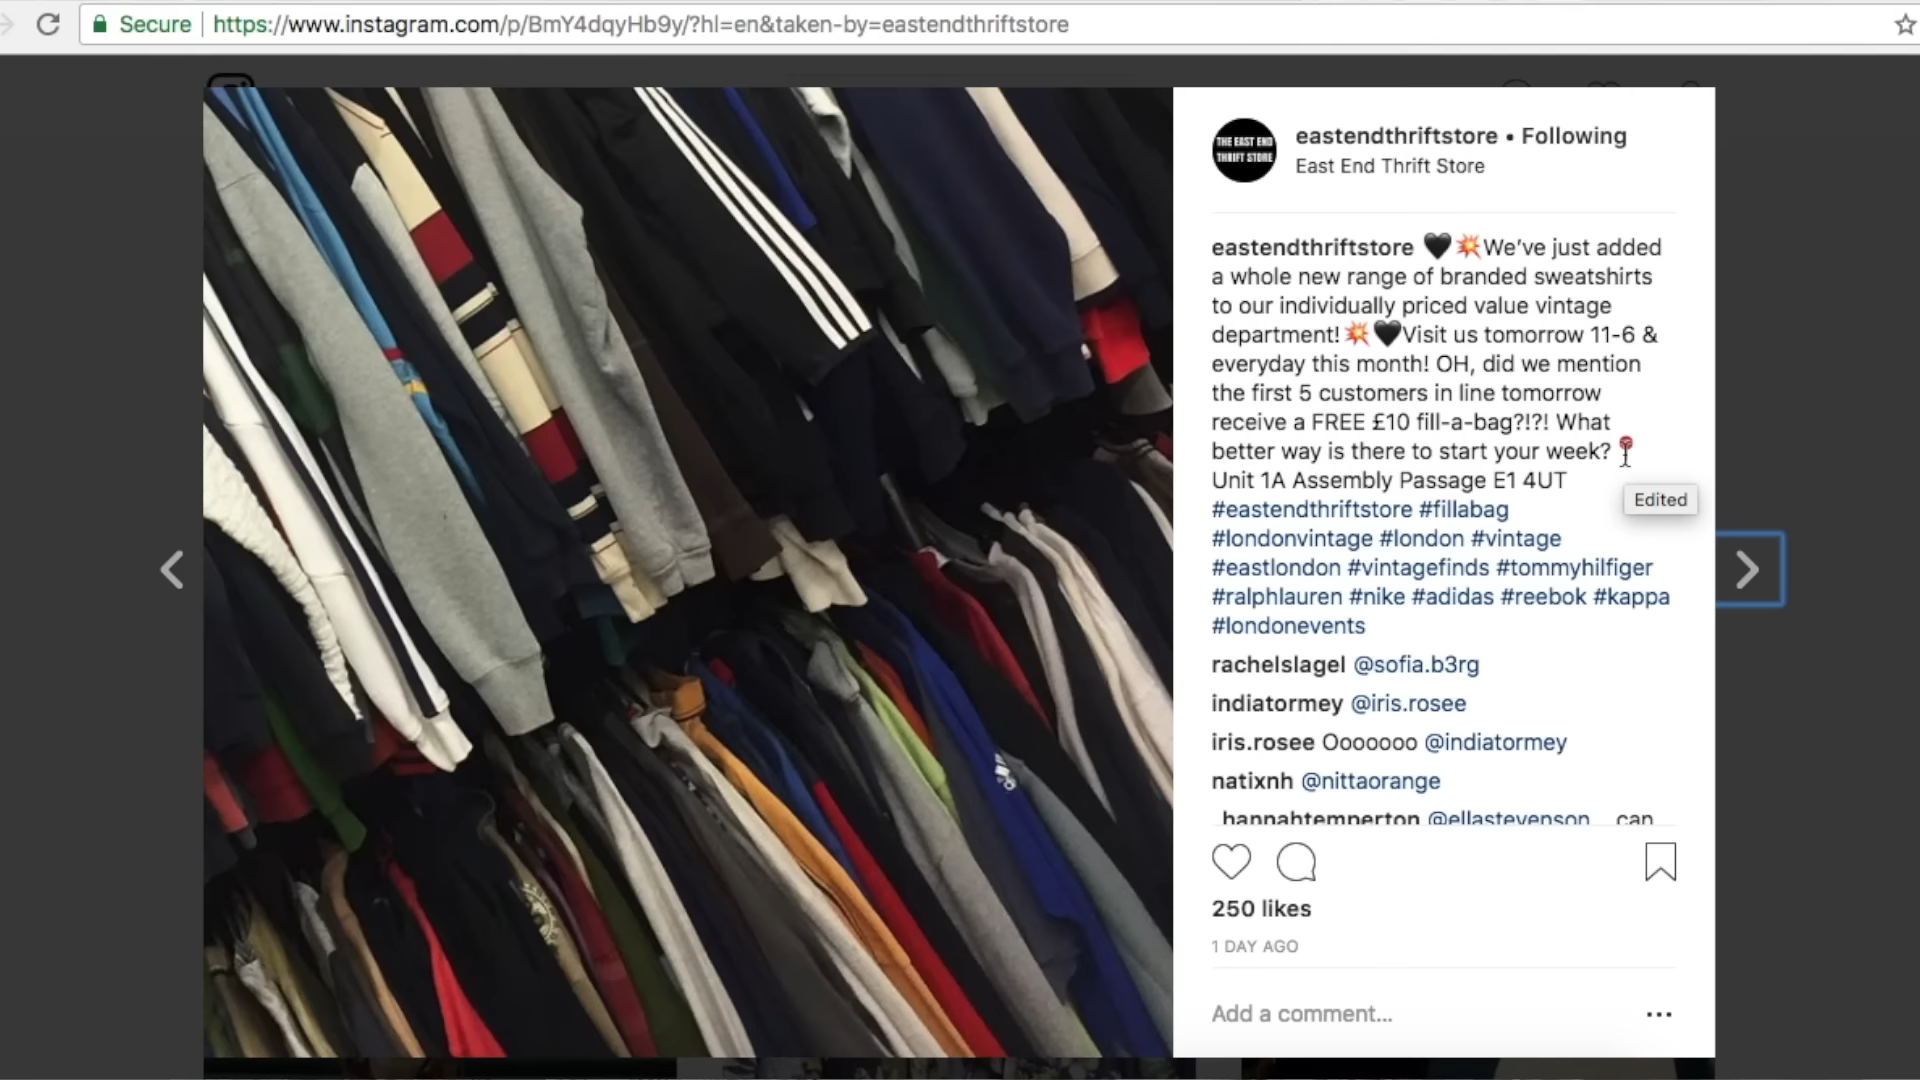 Secure https://www.instagram.com/p/BmY4dqyHb9y/?hl=en&taken-by=eastendthriftstore
THE EAST END
THRIFT STORE
eastendthriftstore • Following
East End Thrift Store
eastendthriftstore 🖤💥We've just added
a whole new range of branded sweatshirts
to our individually priced value vintage
department!💥🖤Visit us tomorrow 11-6 &
everyday this month! OH, did we mention
the first 5 customers in line tomorrow
receive a FREE £10 fill-a-bag?!?! What
better way is there to start your week?
Unit 1A Assembly Passage E1 4UT
Edited
#eastendthriftstore #fillabag
#londonvintage #london #vintage
#eastlondon #vintagefinds #tommyhilfiger
#ralphlauren #nike #adidas #reebok #kappa
#londonevents
rachelslagel @sofia.b3rg
indiatormey @iris.rosee
iris.rosee Ooooooo @indiatormey
natixnh @nittaorange
_hannahtemperton @ellastevenson__ can
250 likes
1 DAY AGO
Add a comment...